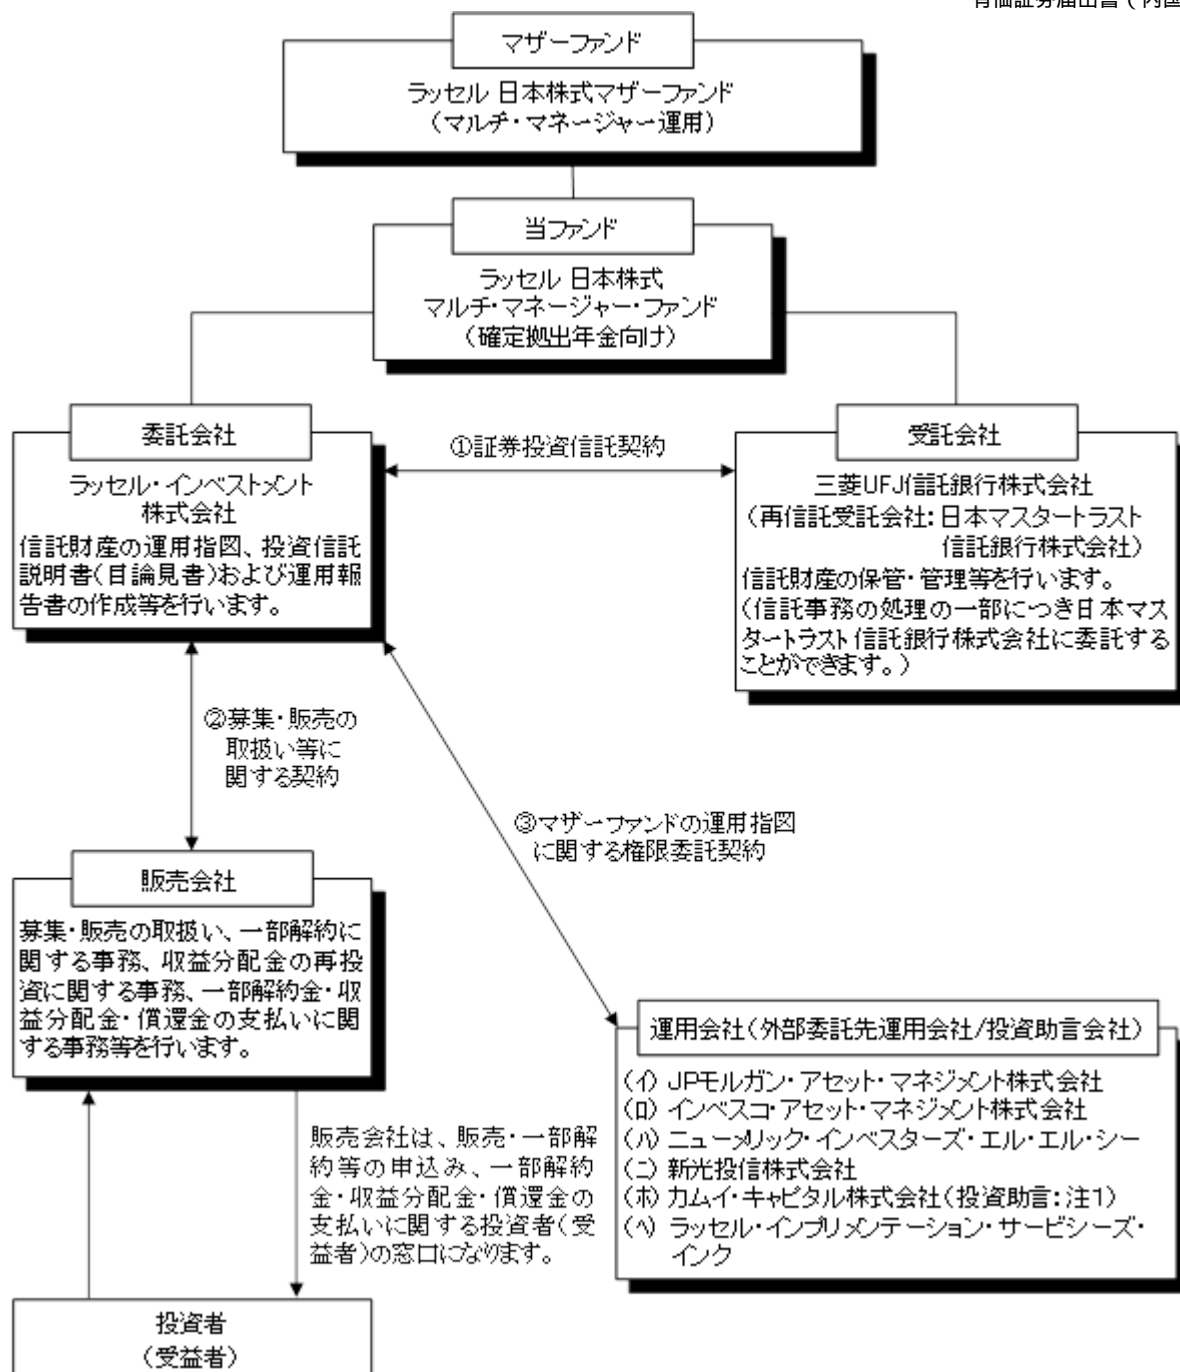 有価証券届出書(内国
マザーファンド
ラッセル 日本株式マザーファンド
(マルチ・マネージャー運用)
当ファンド
ラッセル 日本株式
マルチ・マネージャー・ファンド
(確定拠出年金向け)
委託会社
ラッセル・インベストメント
株式会社
信託財産の運用指図、投資信託
説明書(目論見書)および運用報
告書の作成等を行います。
①証券投資信託契約
受託会社
三菱UFJ信託銀行株式会社
(再信託受託会社:日本マスタートラスト
信託銀行株式会社)
信託財産の保管・管理等を行います。
(信託事務の処理の一部につき日本マス
タートラスト信託銀行株式会社に委託する
ことができます。)
②募集・販売の
取扱い等に
関する契約
③マザーファンドの運用指図
に関する権限委託契約
販売会社
募集・販売の取扱い、一部解約に
関する事務、収益分配金の再投
資に関する事務、一部解約金・収
益分配金・償還金の支払いに関
する事務等を行います。
運用会社(外部委託先運用会社/投資助言会社)
(イ) JPモルガン・アセット・マネジメント株式会社
(ロ) インベスコ・アセット・マネジメント株式会社
(ハ) ニューメリック・インベスターズ・エル・エル・シー
(ニ) 新光投信株式会社
(ホ) カムイ・キャピタル株式会社(投資助言:注1)
(ヘ) ラッセル・インプリメンテーション・サービシーズ・
インク
販売会社は、販売・一部解
約等の申込み、一部解約
金・収益分配金・償還金の
支払いに関する投資者(受
益者)の窓口になります。
投資者
(受益者)